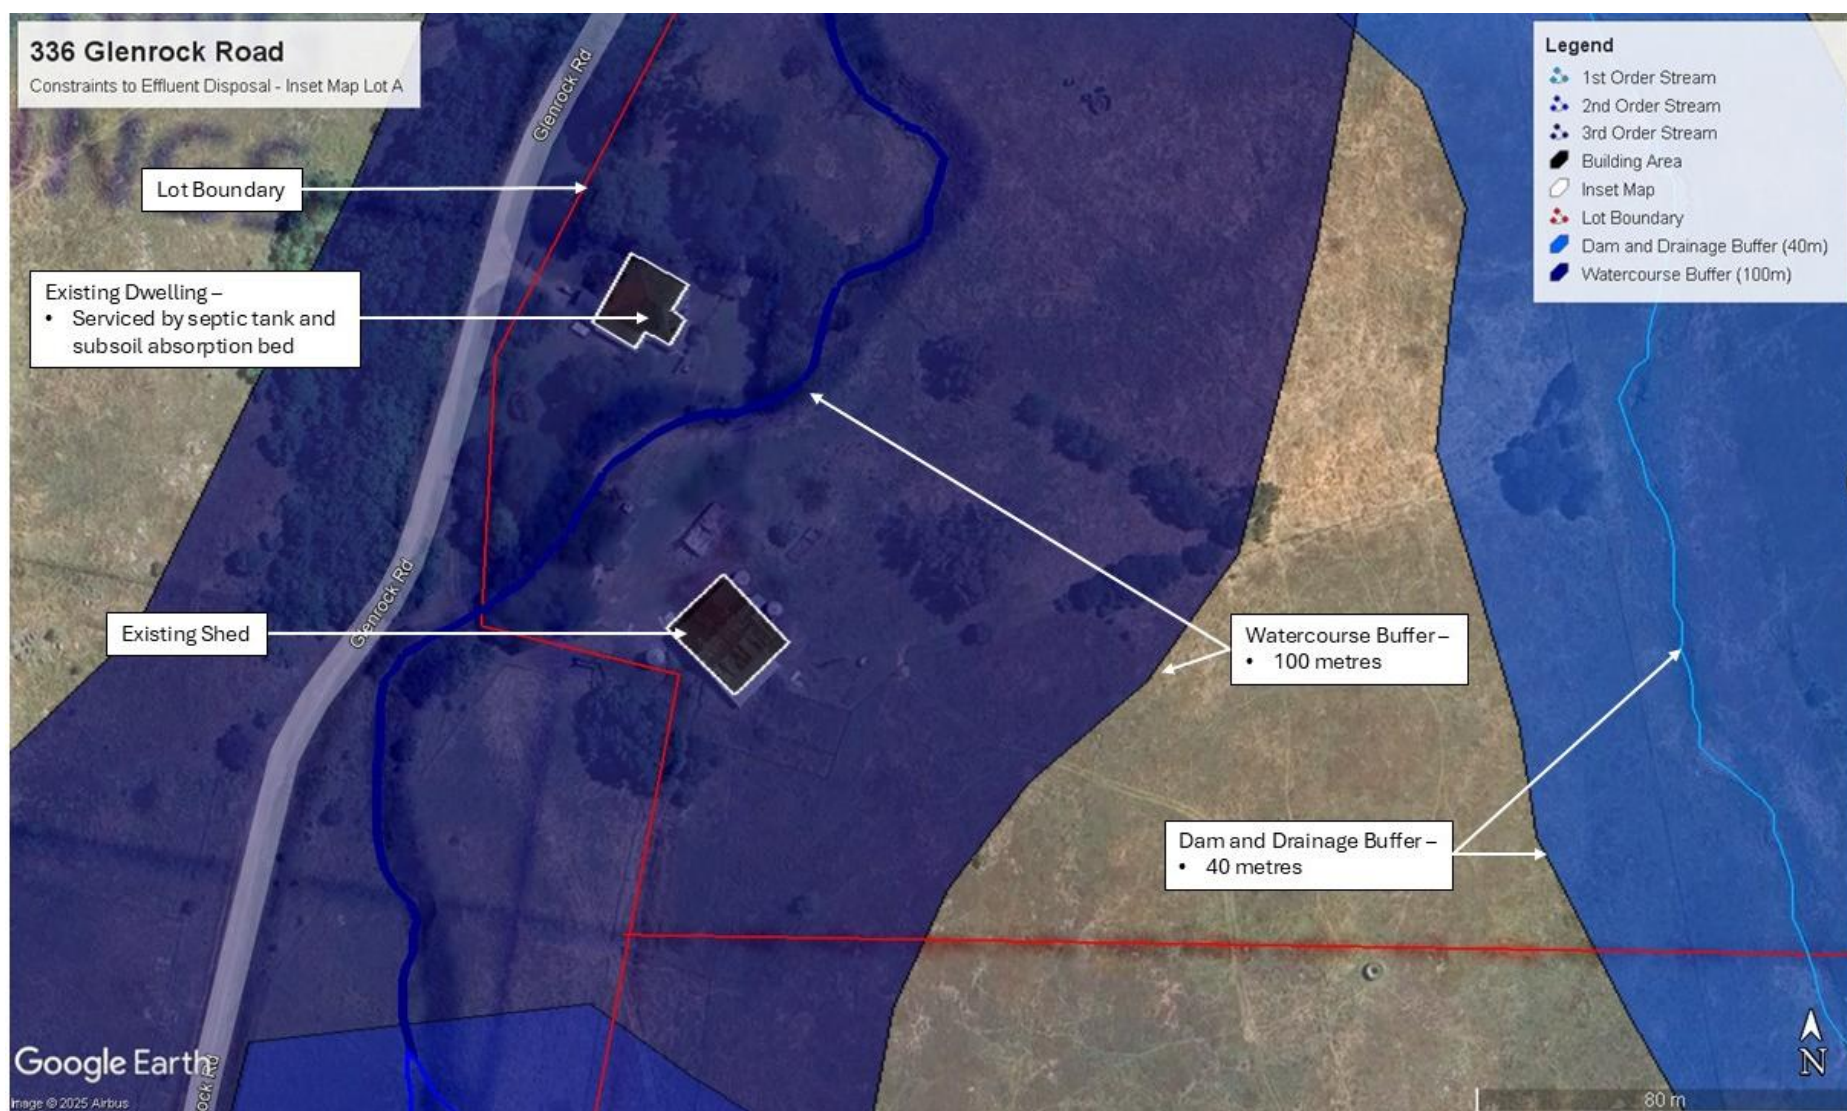 336 Glenrock Road
Constraints to Effluent Disposal - Inset Map Lot A
Legend
1st Order Stream
2nd Order Stream
3rd Order Stream
Building Area
Inset Map
Lot Boundary
Dam and Drainage Buffer (40m)
Watercourse Buffer (100m)
Glenrock Rd
Lot Boundary
Existing Dwelling –
• Serviced by septic tank and
subsoil absorption bed
Glenrock Rd
Existing Shed
Watercourse Buffer –
• 100 metres
Dam and Drainage Buffer –
• 40 metres
Google Earth
ock Rd
Image © 2025 Airbus
N
80 m